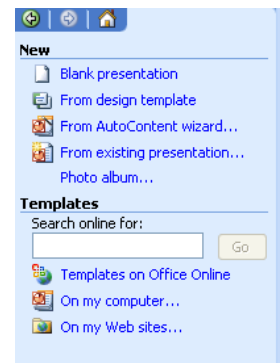 New
Blank presentation
From design template
From AutoContent wizard...
From existing presentation...
Photo album...
Templates
Search online for:
Go
Templates on Office Online
On my computer...
On my Web sites...